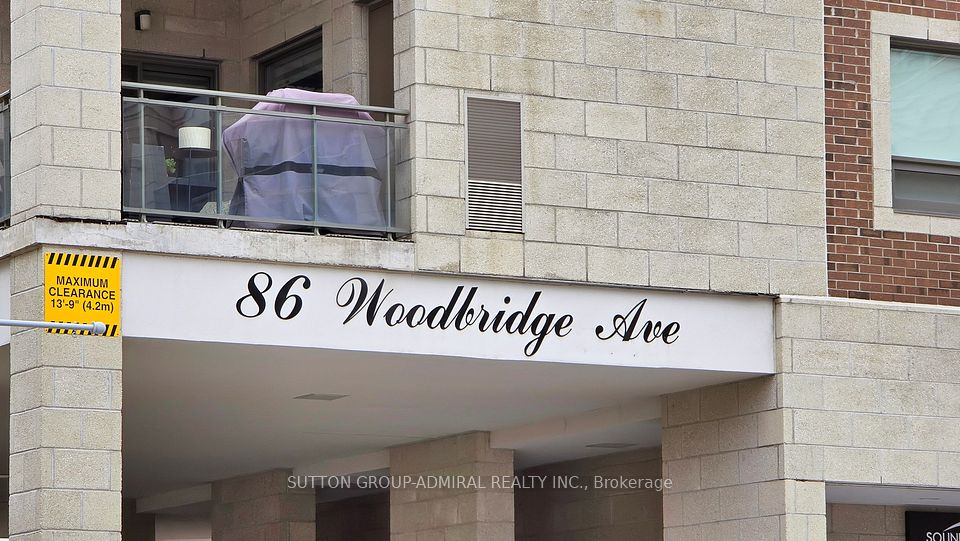 MAXIMUM
CLEARANCE
13'-9" (4.2m)
86 Woodbridge Ave
SUTTON GROUP-ADMIRAL REALTY INC., Brokerage